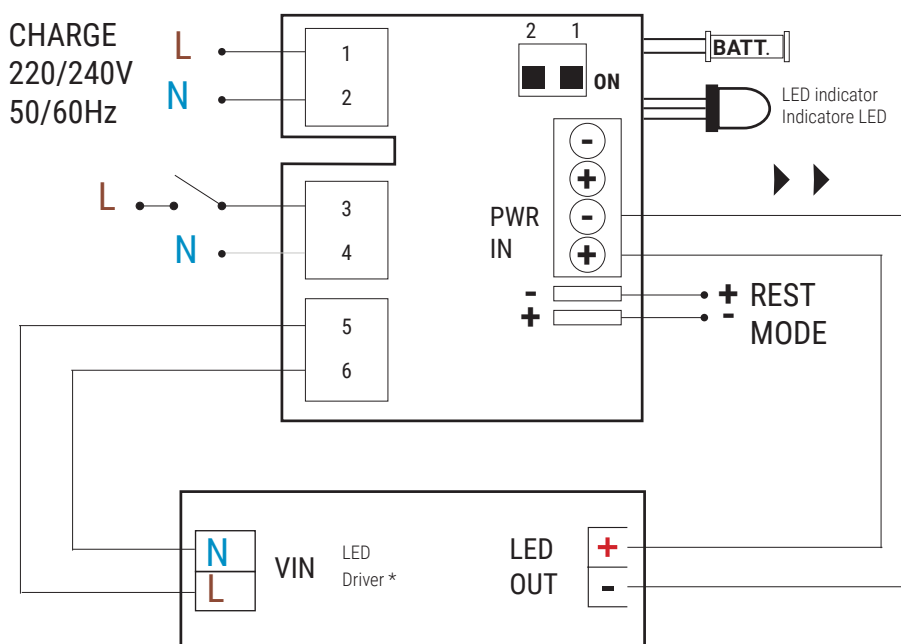 CHARGE
220/240V
50/60Hz
L
N
1
2
2 1
ON
BATT.
LED indicator
Indicatore LED
L
N
3
4
PWR
IN
-
+
-
+
-
+
+
-
REST
MODE
5
6
N
L
VIN
LED
Driver *
LED
OUT
+
-